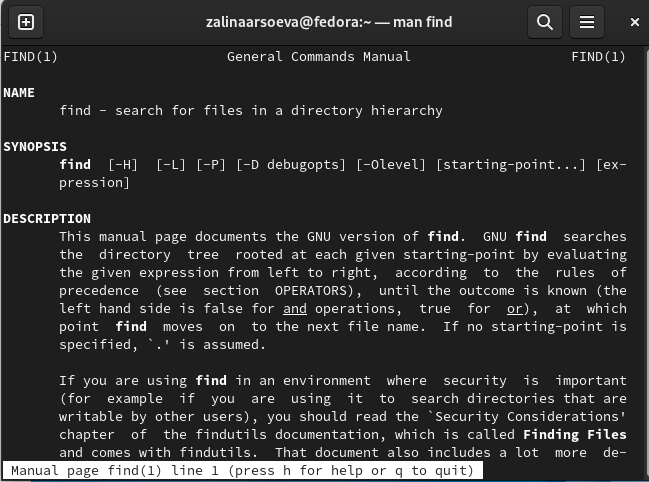 zalinaarsoeva@fedora:~ — man find
FIND(1) General Commands Manual FIND(1)
NAME
find - search for files in a directory hierarchy
SYNOPSIS
find [-H] [-L] [-P] [-D debugopts] [-Olevel] [starting-point...] [ex-
pression]
DESCRIPTION
This manual page documents the GNU version of find. GNU find searches
the directory tree rooted at each given starting-point by evaluating
the given expression from left to right, according to the rules of
precedence (see section OPERATORS), until the outcome is known (the
left hand side is false for and operations, true for or), at which
point find moves on to the next file name. If no starting-point is
specified, `.' is assumed.
If you are using find in an environment where security is important
(for example if you are using it to search directories that are
writable by other users), you should read the `Security Considerations'
chapter of the findutils documentation, which is called Finding Files
and comes with findutils. That document also includes a lot more de-
Manual page find(1) line 1 (press h for help or q to quit)